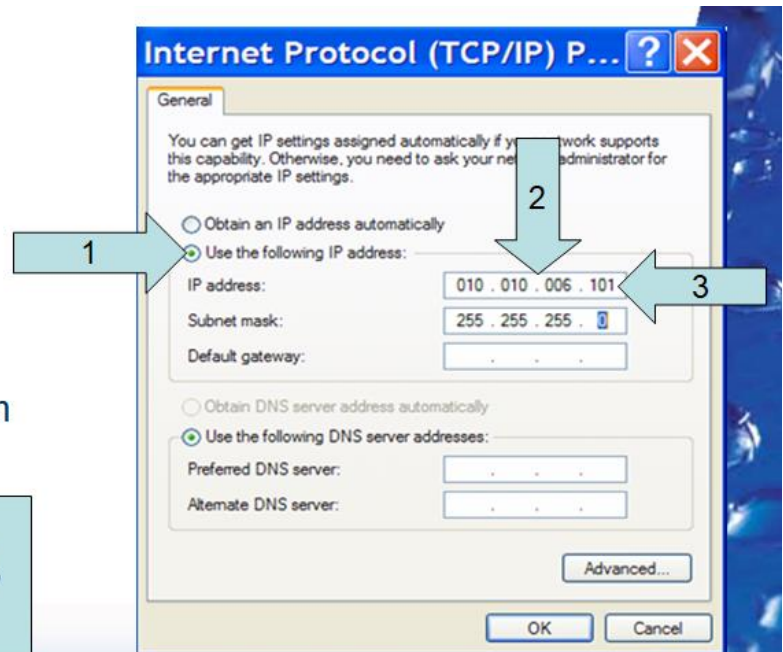 Internet Protocol (TCP/IP) P...
General
You can get IP settings assigned automatically if your network supports
this capability. Otherwise, you need to ask your administrator for
the appropriate IP settings.
2
Obtain an IP address automatically
1
Use the following IP address:
IP address: 010 . 010 . 006 . 101
3
Subnet mask: 255 . 255 . 255 . 0
Default gateway: . . .
Obtain DNS server address automatically
Use the following DNS server addresses:
Preferred DNS server: . . .
Alternate DNS server: . . .
Advanced...
OK Cancel